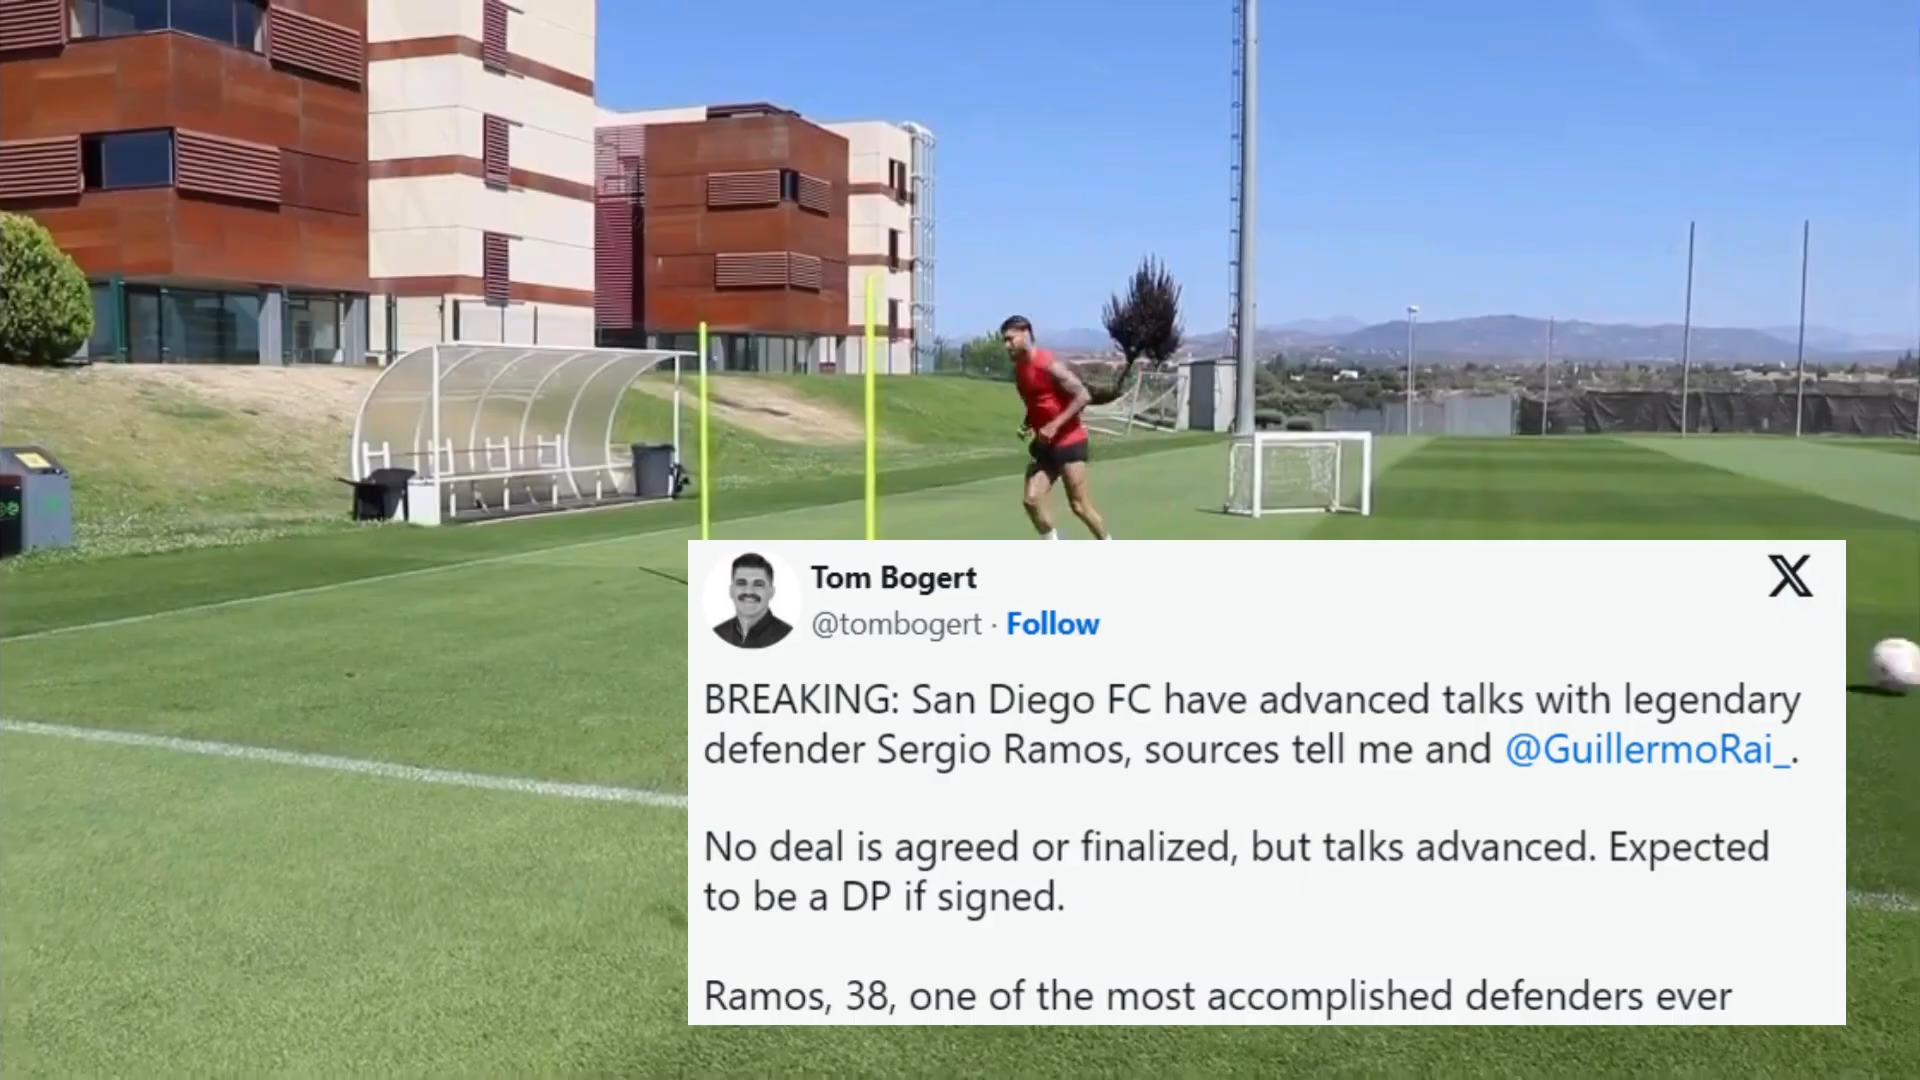 Tom Bogert
@tombogert · Follow
BREAKING: San Diego FC have advanced talks with legendary
defender Sergio Ramos, sources tell me and @GuillermoRai_.
No deal is agreed or finalized, but talks advanced. Expected
to be a DP if signed.
Ramos, 38, one of the most accomplished defenders ever